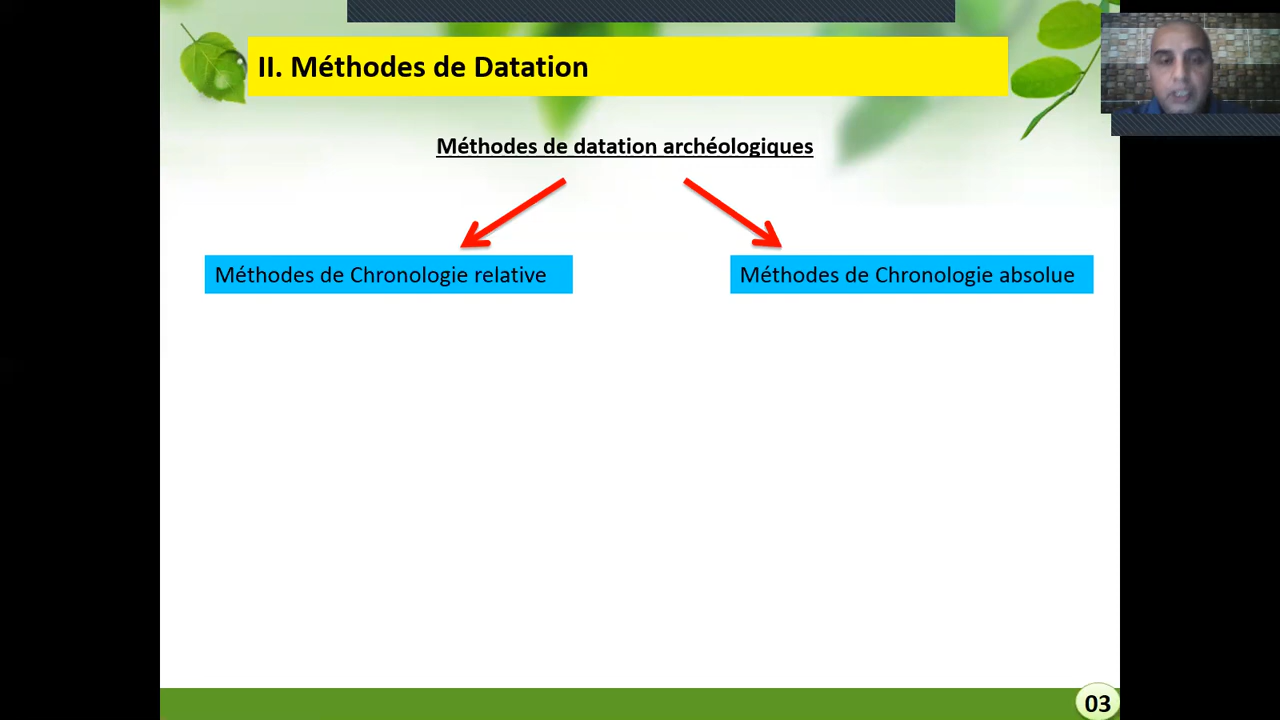 II. Méthodes de Datation
Méthodes de datation archéologiques
Méthodes de Chronologie relative
Méthodes de Chronologie absolue
03